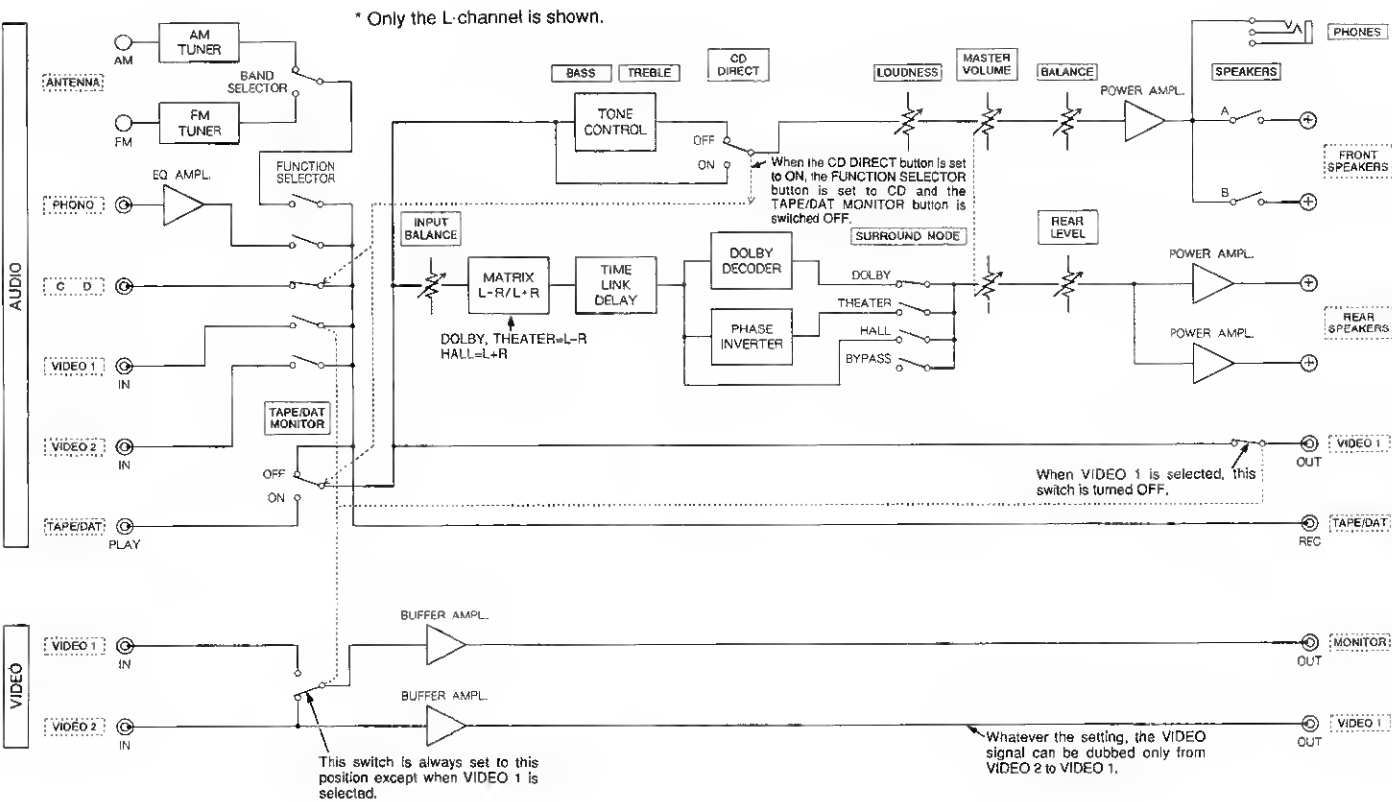 * Only the L-channel is shown.
AUDIO
ANTENNA
AM
AM
TUNER
FM
FM
TUNER
BAND
SELECTOR
EQ AMPL.
FUNCTION
SELECTOR
PHONO
C D
VIDEO 1
IN
VIDEO 2
IN
TAPE/DAT
MONITOR
OFF
ON
TAPE/DAT
PLAY
BASS
TREBLE
CD
DIRECT
TONE
CONTROL
OFF
ON
When the CD DIRECT button is set
to ON, the FUNCTION SELECTOR
button is set to CD and the
TAPE/DAT MONITOR button is
switched OFF.
LOUDNESS
MASTER
VOLUME
BALANCE
POWER AMPL.
PHONES
SPEAKERS
A
B
FRONT
SPEAKERS
INPUT
BALANCE
MATRIX
L-R/L+R
DOLBY, THEATER=L-R
HALL=L+R
TIME
LINK
DELAY
DOLBY
DECODER
PHASE
INVERTER
SURROUND MODE
DOLBY
THEATER
HALL
BYPASS
REAR
LEVEL
POWER AMPL.
POWER AMPL.
REAR
SPEAKERS
VIDEO 1
OUT
When VIDEO 1 is selected, this
switch is turned OFF.
TAPE/DAT
REC
VIDEO
VIDEO 1
IN
BUFFER AMPL.
MONITOR
OUT
VIDEO 2
IN
BUFFER AMPL.
VIDEO 1
OUT
This switch is always set to this
position except when VIDEO 1 is
selected.
Whatever the setting, the VIDEO
signal can be dubbed only from
VIDEO 2 to VIDEO 1.